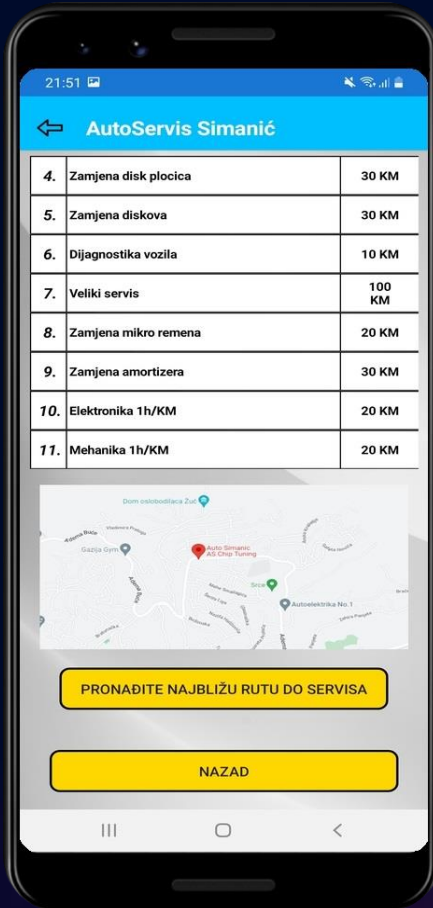 21:51
AutoServis Simanić
4. Zamjena disk plocica 30 KM
5. Zamjena diskova 30 KM
6. Dijagnostika vozila 10 KM
7. Veliki servis 100 KM
8. Zamjena mikro remena 20 KM
9. Zamjena amortizera 30 KM
10. Elektronika 1h/KM 20 KM
11. Mehanika 1h/KM 20 KM
Dom oslobodilaca Žuč
Gazija Gym
Adema Buće
Auto Simanic
AS Chip Tuning
Srce
Autoelektrika No.1
PRONAĐITE NAJBLIŽU RUTU DO SERVISA
NAZAD